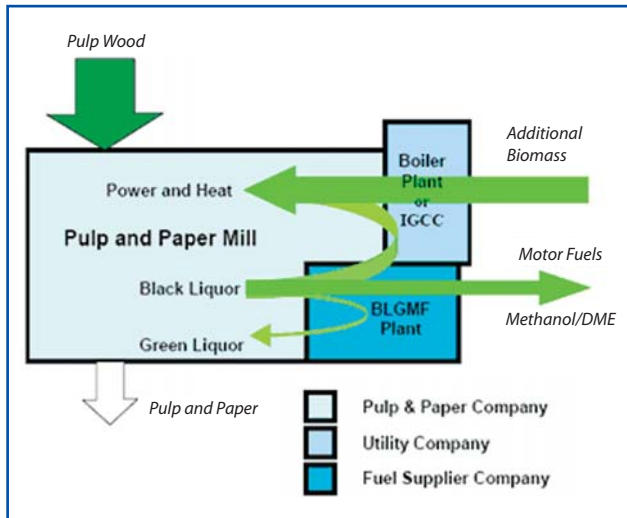 Pulp Wood
Additional
Biomass
Boiler
Plant
or
IGCC
Power and Heat
Pulp and Paper Mill
Motor Fuels
Black Liquor
Methanol/DME
BLGMF
Plant
Green Liquor
Pulp and Paper
Pulp & Paper Company
Utility Company
Fuel Supplier Company